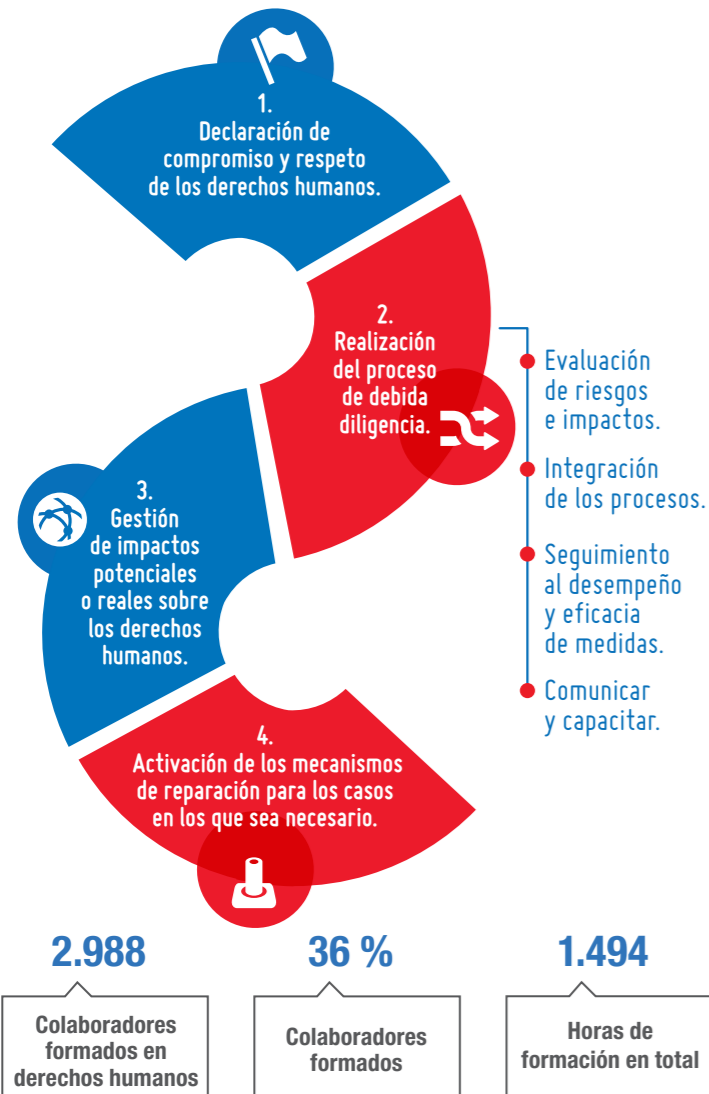 1.
Declaración de
compromiso y respeto
de los derechos humanos.
2.
Realización
del proceso
de debida
diligencia.
Evaluación
de riesgos
e impactos.
Integración
de los procesos.
Seguimiento
al desempeño
y eficacia
de medidas.
Comunicar
y capacitar.
3.
Gestión
de impactos
potenciales
o reales sobre
los derechos
humanos.
4.
Activación de los mecanismos
de reparación para los casos
en los que sea necesario.
2.988
Colaboradores
formados en
derechos humanos
36 %
Colaboradores
formados
1.494
Horas de
formación en total